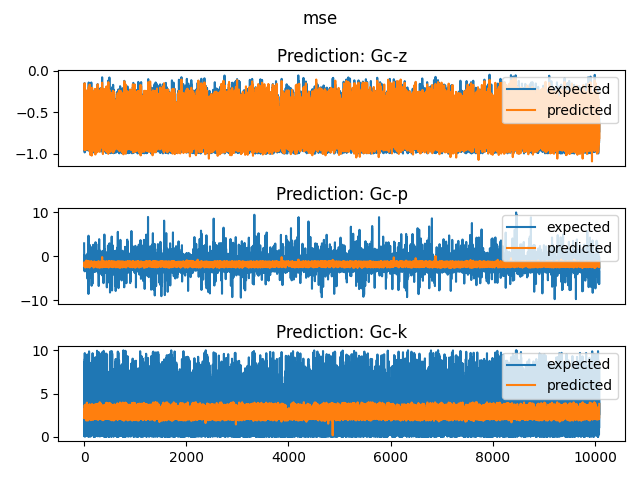 mse
Prediction: Gc-z
0.0
−0.5
−1.0
expected
predicted
Prediction: Gc-p
10
0
−10
expected
predicted
Prediction: Gc-k
10
5
0
expected
predicted
0 2000 4000 6000 8000 10000